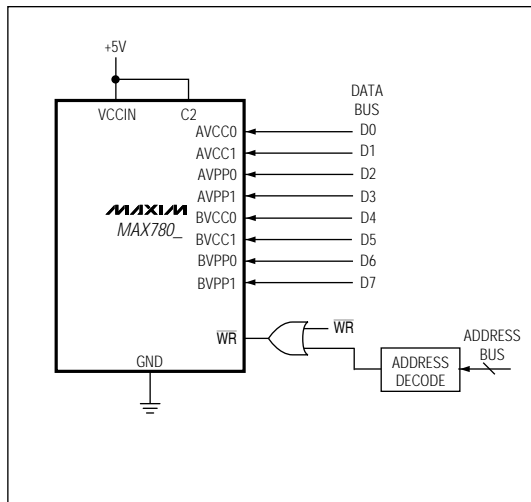 +5V
VCCIN C2
DATA
BUS
AVCC0 D0
AVCC1 D1
AVPP0 D2
AVPP1 D3
BVCC0 D4
BVCC1 D5
BVPP0 D6
BVPP1 D7
MAXIM
MAX780_
WR WR
ADDRESS
BUS
ADDRESS
DECODE
GND